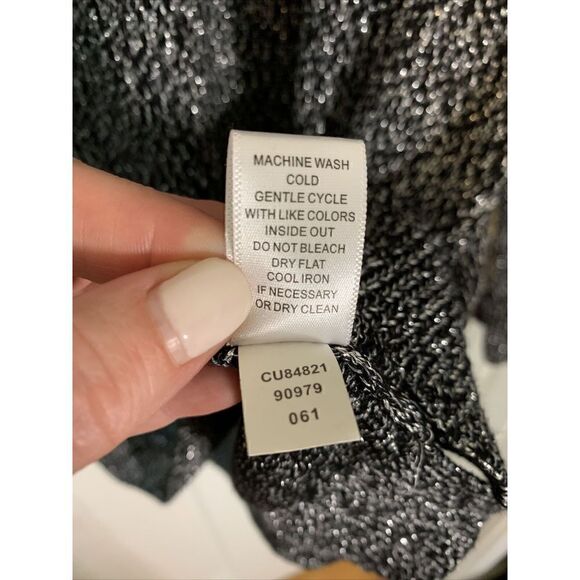 MACHINE WASH
COLD
GENTLE CYCLE
WITH LIKE COLORS
INSIDE OUT
DO NOT BLEACH
DRY FLAT
COOL IRON
IF NECESSARY
OR DRY CLEAN
CU84821
90979
061